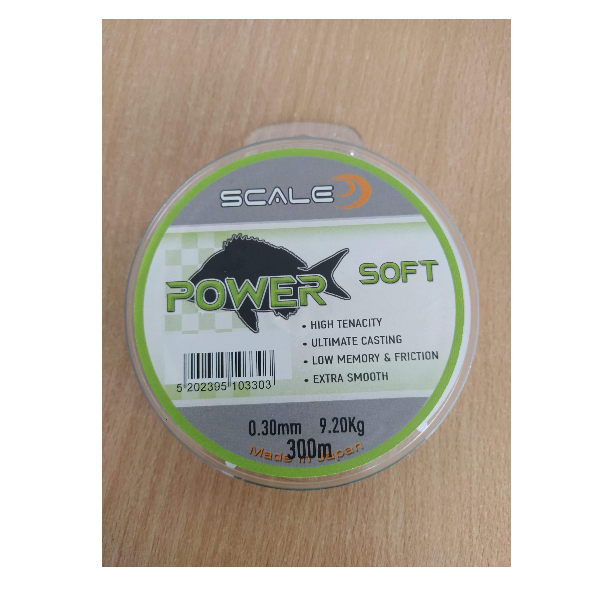 SCALE
POWER SOFT
• HIGH TENACITY
• ULTIMATE CASTING
• LOW MEMORY & FRICTION
• EXTRA SMOOTH
5 202395 103303
0.30mm 9.20Kg
300m
Made in Japan